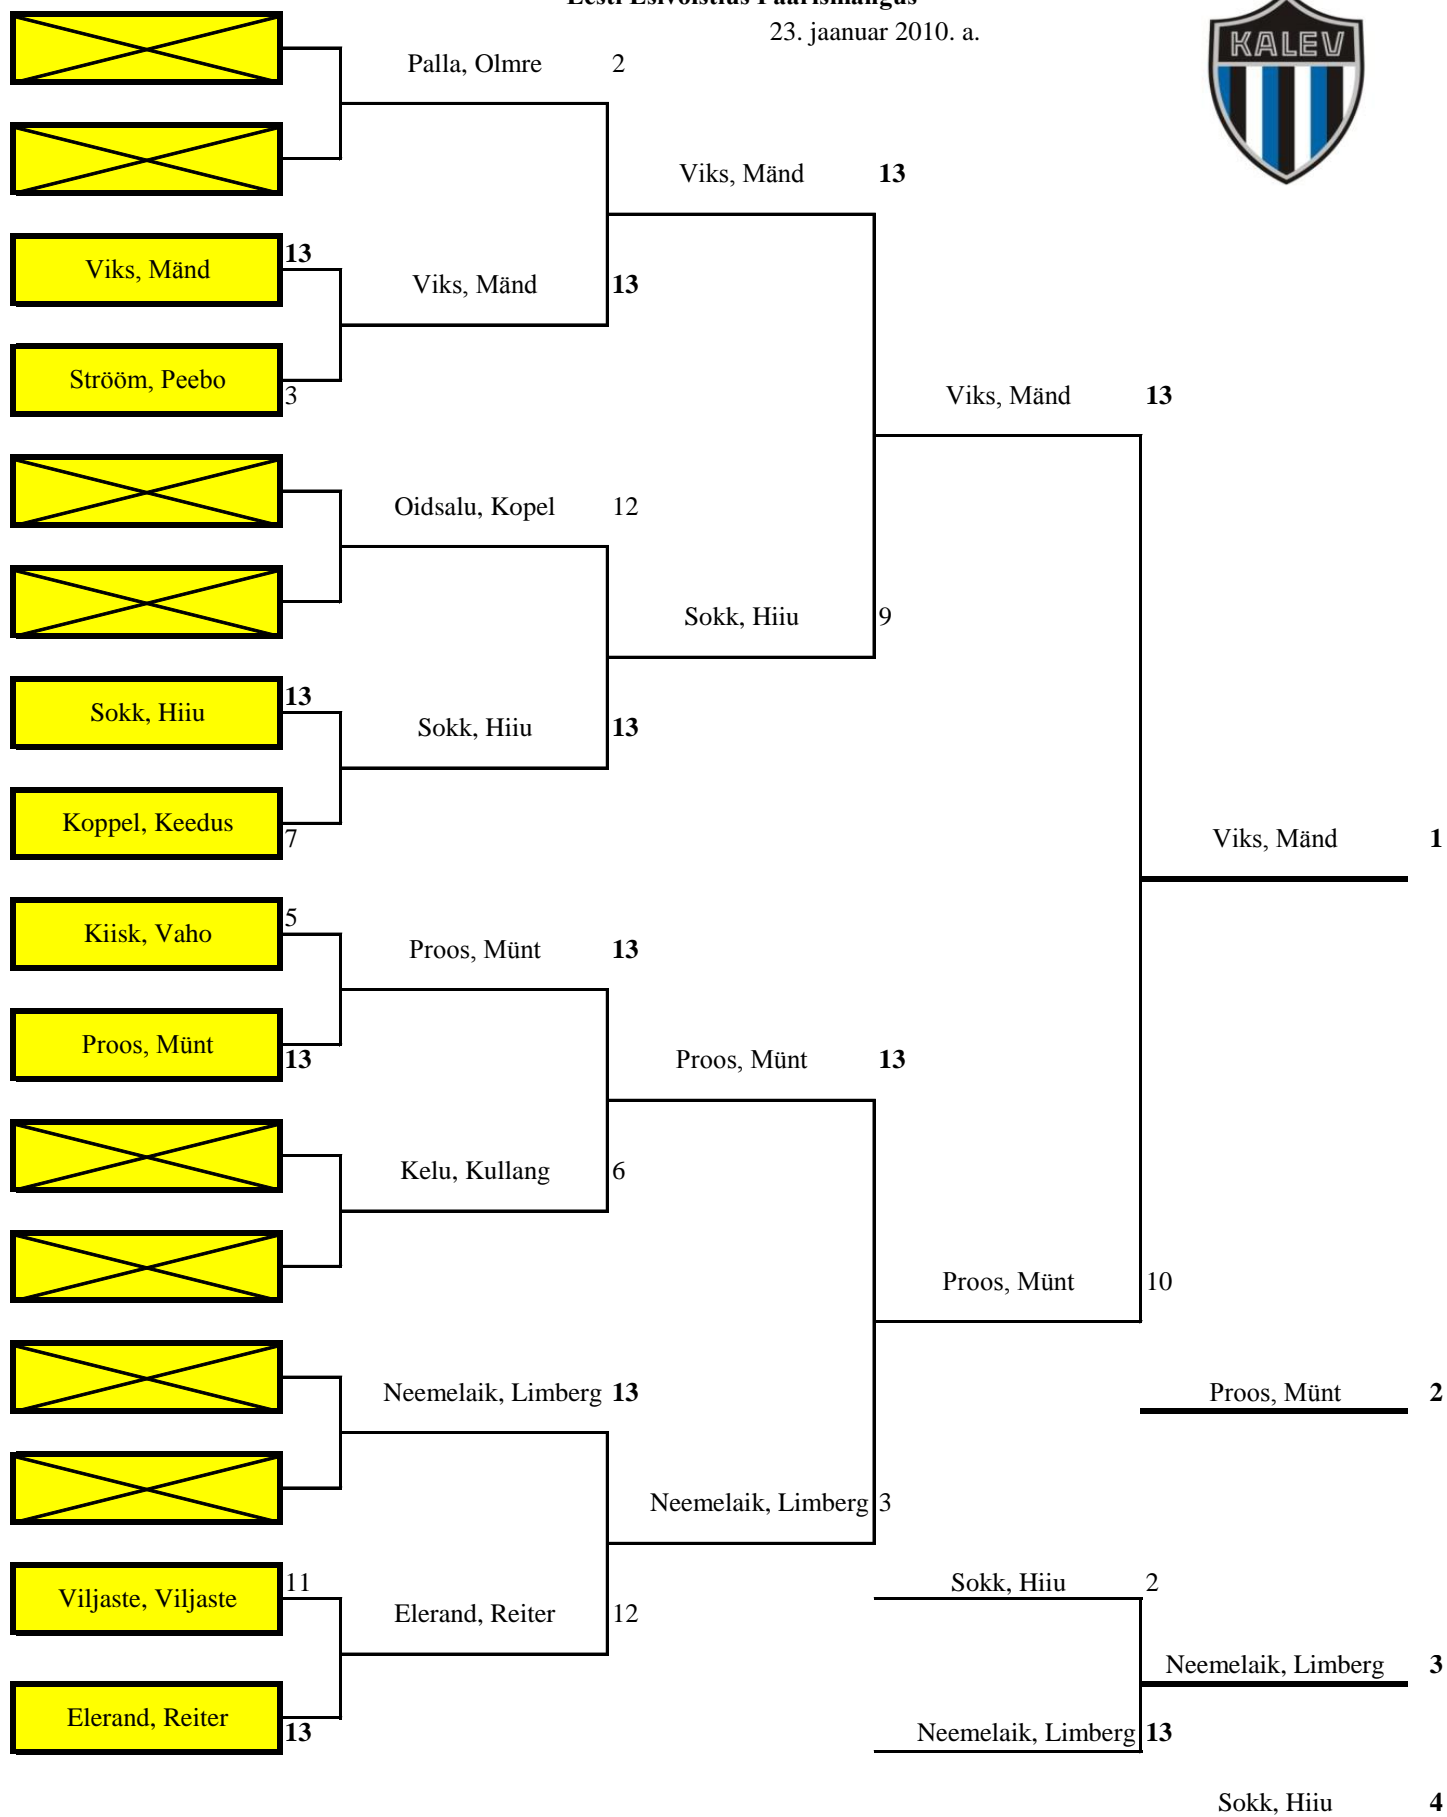 Eesti Esivõistlus Paarismängus
23. jaanuar 2010. a.
KALEV
Palla, Olmre 2
Viks, Mänd 13
Viks, Mänd 13
Viks, Mänd 13
Strööm, Peebo 3
Viks, Mänd 13
Oidsalu, Kopel 12
Sokk, Hiiu 9
Sokk, Hiiu 13
Sokk, Hiiu 13
Koppel, Keedus 7
Viks, Mänd 1
Kiisk, Vaho 5
Proos, Münt 13
Proos, Münt 13
Proos, Münt 13
Kelu, Kullang 6
Proos, Münt 10
Neemelaik, Limberg 13
Proos, Münt 2
Neemelaik, Limberg 3
Viljaste, Viljaste 11
Sokk, Hiiu 2
Elerand, Reiter 12
Neemelaik, Limberg 3
Elerand, Reiter 13
Neemelaik, Limberg 13
Sokk, Hiiu 4